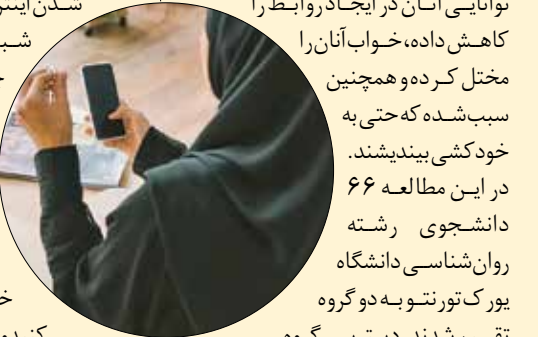 توانایی آنان در ایجاد روابط را
کاهش داده، خواب آنان را
مختل کرده و همچنین
سبب شده که حتی به
خودکشی بیندیشند.
در این مطالعه ۶۶
دانشجوی رشته
روان‌شناسی دانشگاه
یورک تورنتو به دو گروه